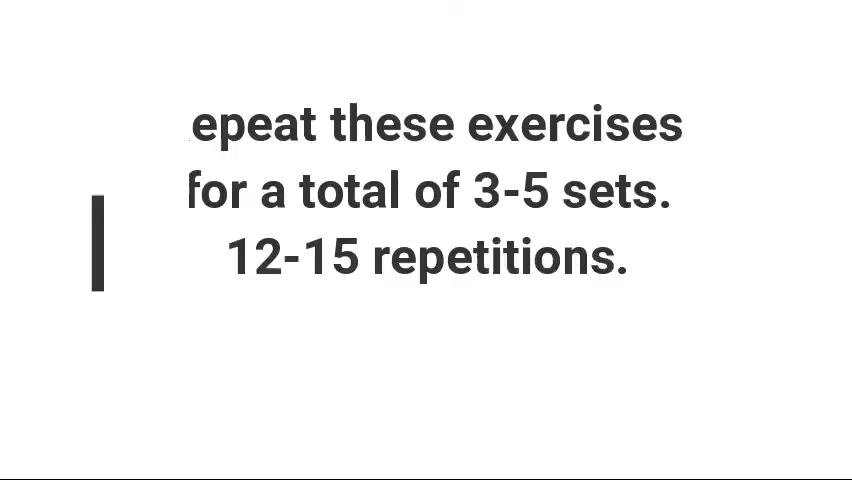 epeat these exercises
for a total of 3-5 sets.
12-15 repetitions.